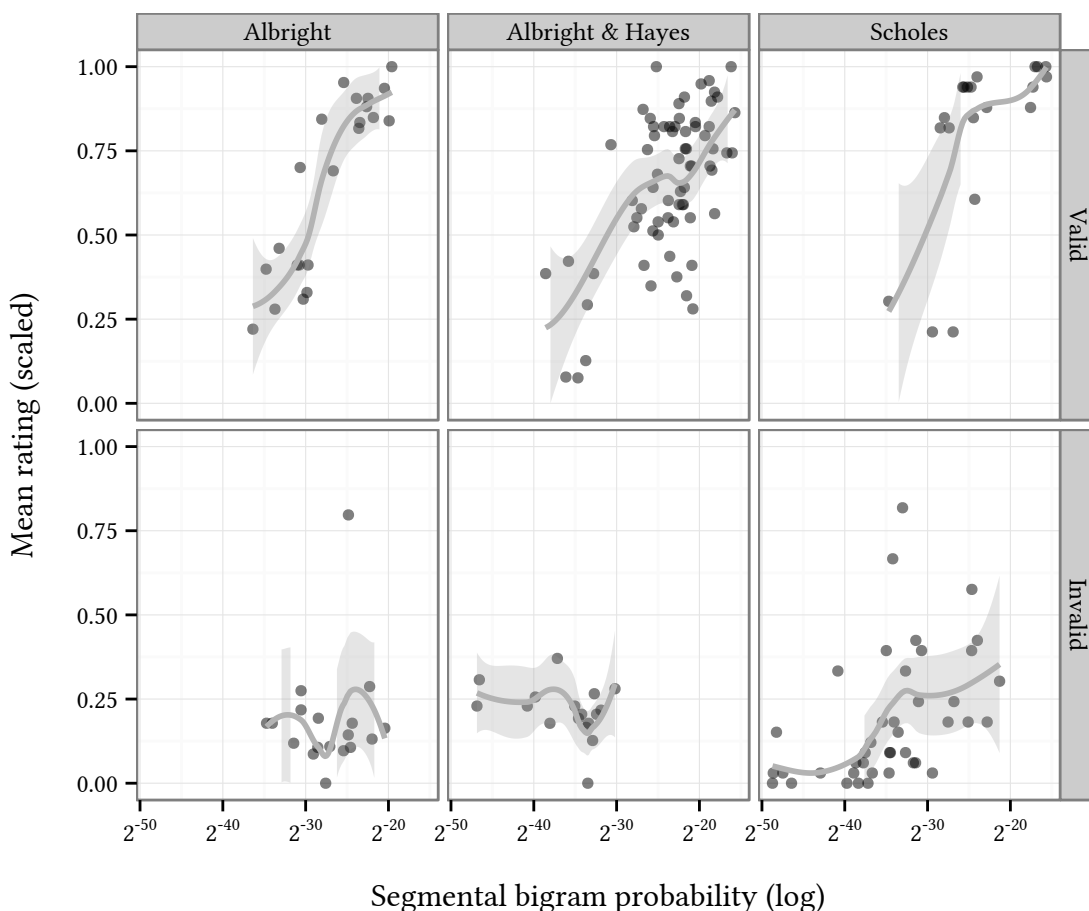 Albright Albright & Hayes Scholes
Mean rating (scaled)
1.00
0.75
0.50
0.25
0.00
Valid
1.00
0.75
0.50
0.25
0.00
Invalid
2⁻⁵⁰ 2⁻⁴⁰ 2⁻³⁰ 2⁻²⁰ 2⁻⁵⁰ 2⁻⁴⁰ 2⁻³⁰ 2⁻²⁰ 2⁻⁵⁰ 2⁻⁴⁰ 2⁻³⁰ 2⁻²⁰
Segmental bigram probability (log)